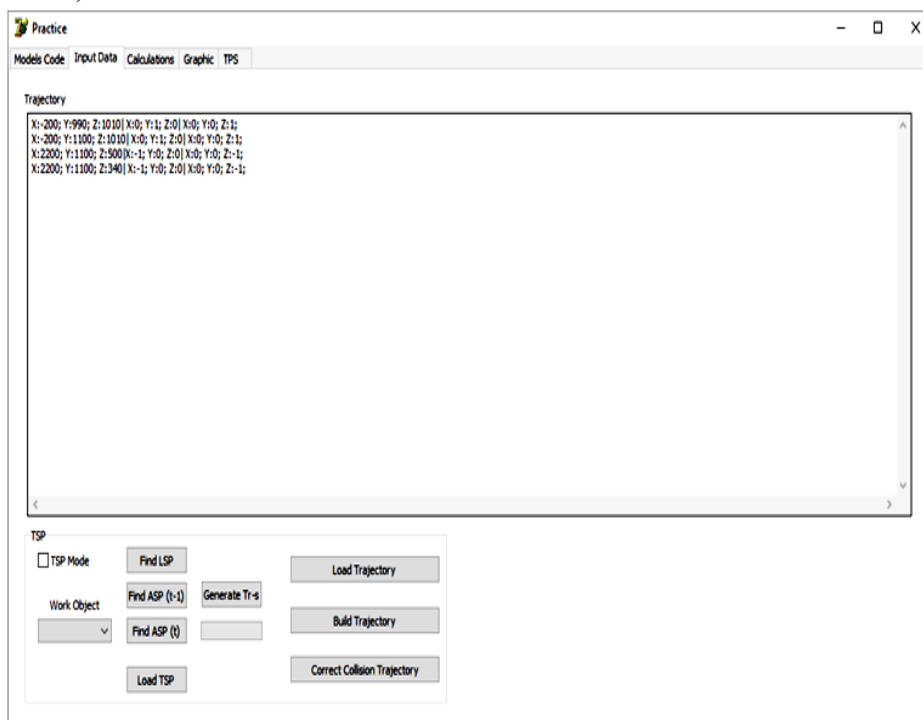 Practice
Models Code Input Data Calculations Graphic TPS
Trajectory
X:-200; Y:990; Z:1010| X:0; Y:1; Z:0| X:0; Y:0; Z:1;
X:-200; Y:1100; Z:1010| X:0; Y:1; Z:0| X:0; Y:0; Z:1;
X:2200; Y:1100; Z:500|X:-1; Y:0; Z:0| X:0; Y:0; Z:-1;
X:2200; Y:1100; Z:340| X:-1; Y:0; Z:0| X:0; Y:0; Z:-1;
TSP
TSP Mode Find LSP
Load Trajectory
Work Object Find ASP (t-1) Generate Tr-s
Build Trajectory
Find ASP (t)
Correct Collision Trajectory
Load TSP